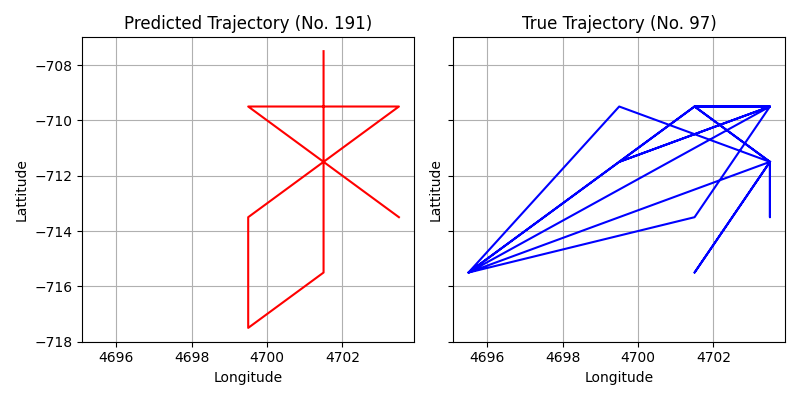 Predicted Trajectory (No. 191)
Lattitude
−708
−710
−712
−714
−716
−718
4696
4698
4700
4702
Longitude
True Trajectory (No. 97)
Lattitude
4696
4698
4700
4702
Longitude